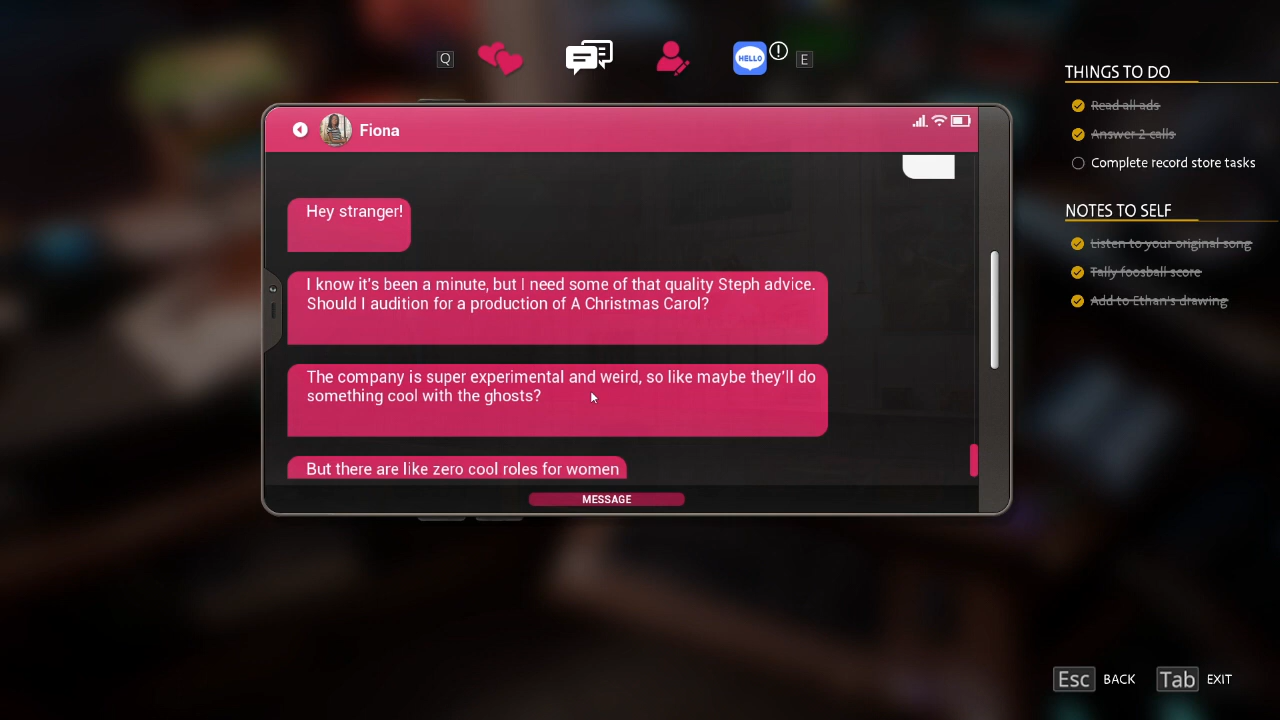 Q
HELLO
E
Fiona
Hey stranger!
I know it's been a minute, but I need some of that quality Steph advice.
Should I audition for a production of A Christmas Carol?
The company is super experimental and weird, so like maybe they'll do
something cool with the ghosts?
But there are like zero cool roles for women
MESSAGE
THINGS TO DO
Read all ads
Answer 2 calls
Complete record store tasks
NOTES TO SELF
Listen to your original song
Tally foosball score
Add to Ethan's drawing
Esc BACK Tab EXIT